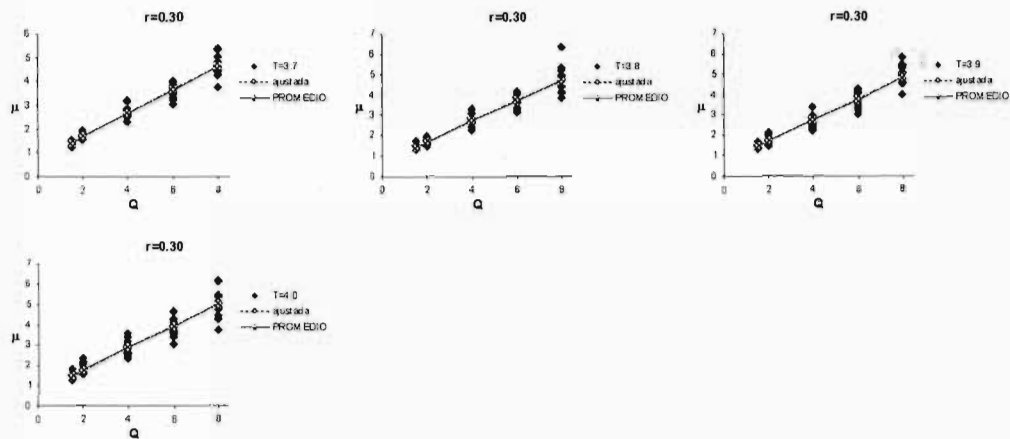 r=0.30
6
5
4
3
2
1
0
μ
0 2 4 6 8
Q
T=3.7
ajustada
PROMEDIO
r=0.30
7
6
5
4
3
2
1
0
μ
0 2 4 6 8
Q
T=3.8
ajustada
PROMEDIO
r=0.30
7
6
5
4
3
2
1
0
μ
0 2 4 6 8
Q
T=3.9
ajustada
PROMEDIO
r=0.30
7
6
5
4
3
2
1
0
μ
0 2 4 6 8
Q
T=4.0
ajustada
PROMEDIO